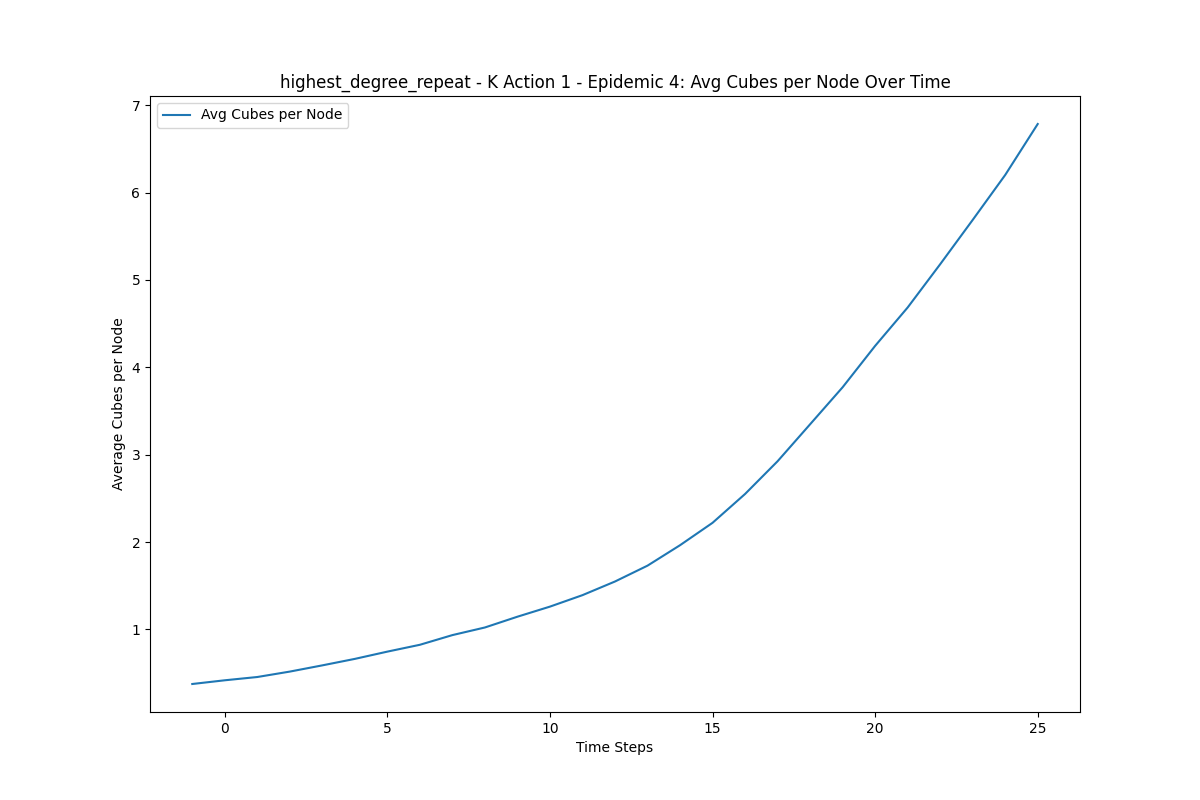 highest_degree_repeat - K Action 1 - Epidemic 4: Avg Cubes per Node Over Time
Avg Cubes per Node
7
6
5
4
3
2
1
Average Cubes per Node
0 5 10 15 20 25
Time Steps